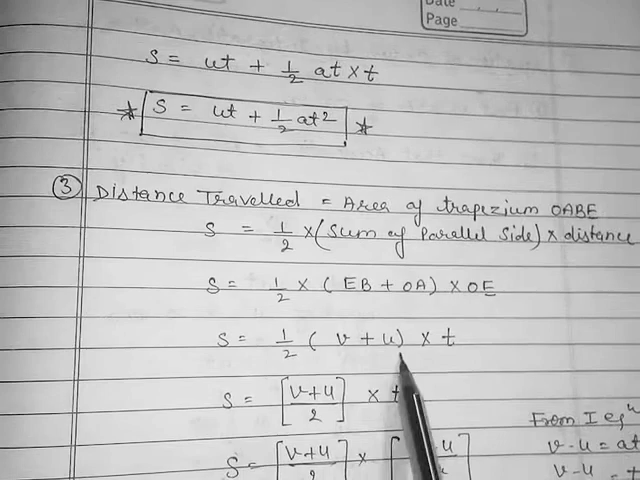 Date
Page
S = ut + 1/2 at × t
* S = ut + 1/2 at² *
③ Distance Travelled = Area of trapezium OABE
S = 1/2 × (Sum of Parallel Side) × distance
S = 1/2 × (EB + OA) × OE
S = 1/2 (v + u) × t
S = [v+u/2] × t
From I eqⁿ
v - u = at
S = [v+u/2] × [ u
v - u = t